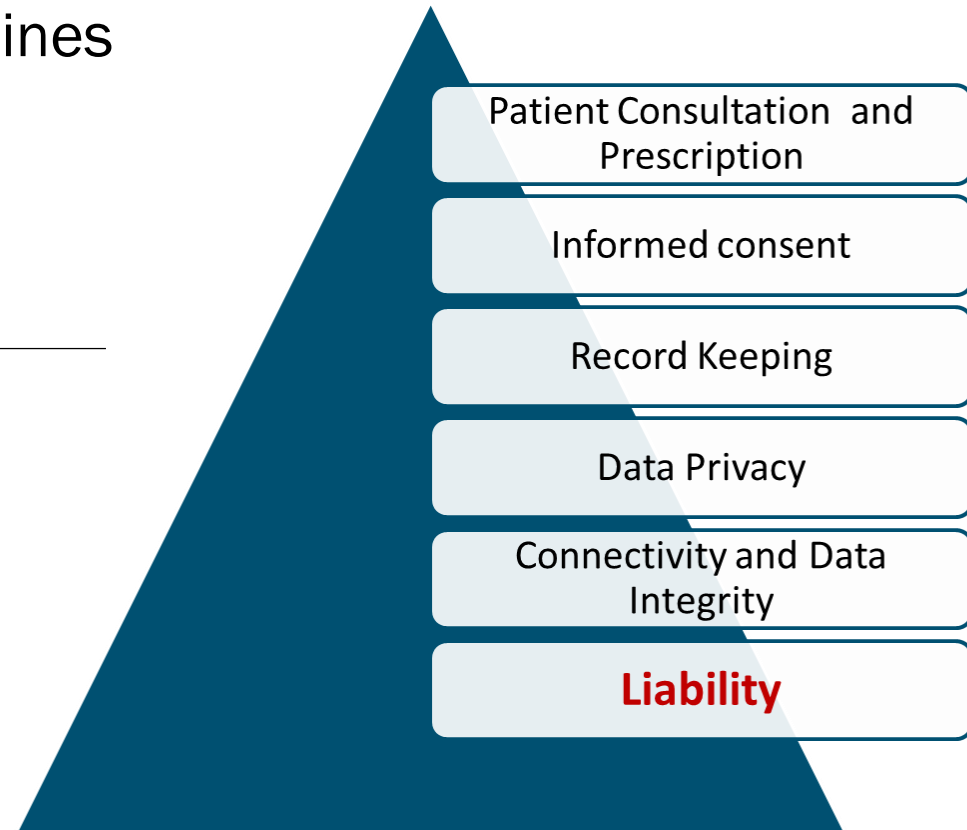 ines
Patient Consultation and
Prescription
Informed consent
Record Keeping
Data Privacy
Connectivity and Data
Integrity
Liability